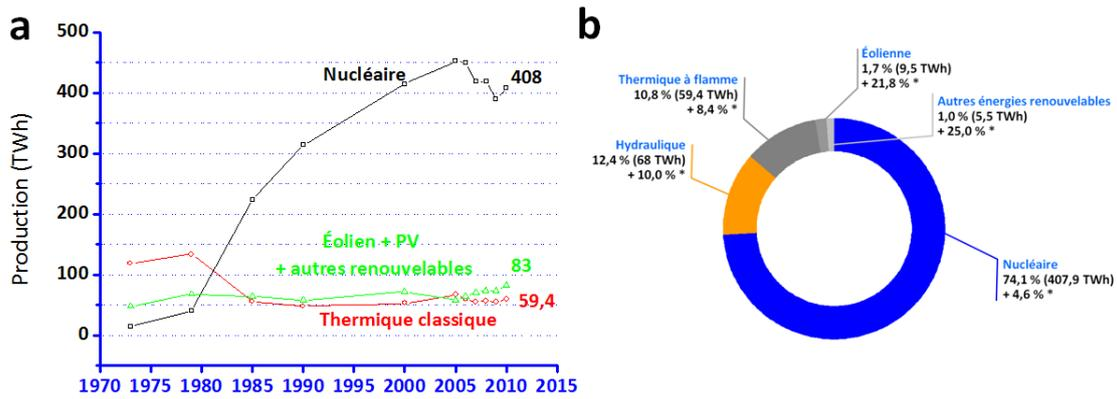 a
Production (TWh)
500
400
300
200
100
0
1970 1975 1980 1985 1990 1995 2000 2005 2010 2015
Nucléaire
408
Éolien + PV
+ autres renouvelables
83
59,4
Thermique classique
b
Éolienne
1,7 % (9,5 TWh)
+ 21,8 % *
Thermique à flamme
10,8 % (59,4 TWh)
+ 8,4 % *
Autres énergies renouvelables
1,0 % (5,5 TWh)
+ 25,0 % *
Hydraulique
12,4 % (68 TWh)
+ 10,0 % *
Nucléaire
74,1 % (407,9 TWh)
+ 4,6 % *